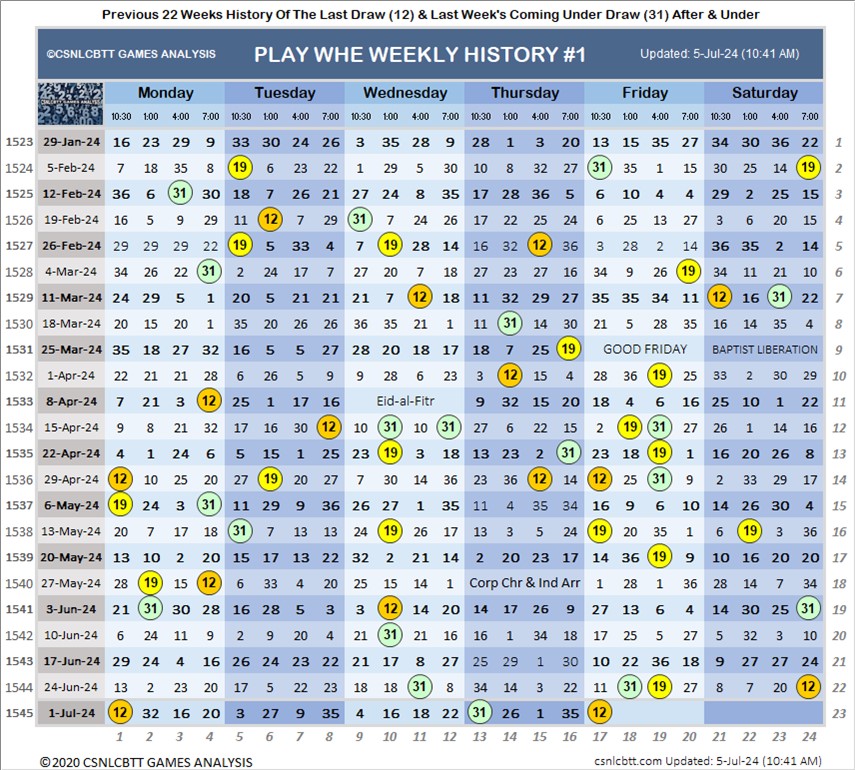 Previous 22 Weeks History Of The Last Draw (12) & Last Week's Coming Under Draw (31) After & Under
©CSNLCBTT GAMES ANALYSIS PLAY WHE WEEKLY HISTORY #1 Updated: 5-Jul-24 (10:41 AM)
CSNLCBTT GAMES ANALYSIS Monday Tuesday Wednesday Thursday Friday Saturday
10:30 1:00 4:00 7:00 10:30 1:00 4:00 7:00 10:30 1:00 4:00 7:00 10:30 1:00 4:00 7:00 10:30 1:00 4:00 7:00 10:30 1:00 4:00 7:00
1523 29-Jan-24 16 23 29 9 33 30 24 26 3 35 28 9 28 1 3 20 13 15 35 27 34 30 36 22 1
1524 5-Feb-24 7 18 35 8 19 6 23 22 1 29 5 30 10 8 32 27 31 35 1 15 30 25 14 19 2
1525 12-Feb-24 36 6 31 30 18 7 26 21 27 24 8 35 17 28 36 5 6 10 4 4 29 2 25 15 3
1526 19-Feb-24 16 5 9 29 11 12 7 29 31 7 24 26 17 22 25 24 6 25 13 27 3 6 20 15 4
1527 26-Feb-24 29 29 29 22 19 5 33 4 7 19 28 14 16 32 12 36 3 28 2 14 36 35 2 14 5
1528 4-Mar-24 34 26 22 31 2 24 17 7 27 20 7 18 27 23 27 16 34 9 26 19 34 11 21 10 6
1529 11-Mar-24 24 29 5 1 20 5 21 21 21 7 12 18 11 32 29 27 35 35 34 11 12 16 31 22 7
1530 18-Mar-24 20 15 20 1 35 20 26 26 36 35 21 1 11 31 14 30 21 5 28 35 16 14 35 4 8
1531 25-Mar-24 35 18 27 32 16 5 5 27 28 20 18 17 18 7 25 19 GOOD FRIDAY BAPTIST LIBERATION 9
1532 1-Apr-24 22 21 21 28 6 26 5 9 9 28 6 23 3 12 15 4 28 36 19 25 33 2 30 29 10
1533 8-Apr-24 7 21 3 12 25 1 17 16 Eid-al-Fitr 9 32 15 20 18 4 6 16 25 10 1 22 11
1534 15-Apr-24 9 8 21 32 17 16 30 12 10 31 10 31 27 6 22 15 2 19 31 27 26 1 14 16 12
1535 22-Apr-24 4 1 24 6 5 15 1 25 23 19 3 18 13 23 2 31 23 18 19 1 16 20 26 8 13
1536 29-Apr-24 12 10 25 20 6 19 27 20 7 30 14 36 23 36 12 14 12 25 31 9 2 33 29 17 14
1537 6-May-24 19 24 3 31 11 29 9 36 26 27 1 35 11 4 35 34 16 9 6 10 14 26 30 4 15
1538 13-May-24 20 7 17 18 31 7 13 13 24 19 26 17 13 3 5 24 19 20 35 1 22 19 3 36 16
1539 20-May-24 13 10 2 20 15 17 13 22 32 2 21 14 2 20 23 17 14 36 19 9 10 16 20 20 17
1540 27-May-24 28 19 15 12 6 33 4 20 25 15 14 1 Corp Chr & Ind Arr 1 28 1 36 28 14 7 34 18
1541 3-Jun-24 21 31 30 28 16 28 5 3 3 12 14 20 14 17 26 9 27 13 6 4 14 30 25 31 19
1542 10-Jun-24 6 24 11 9 2 9 20 4 21 31 21 16 16 1 34 18 17 25 5 27 5 32 3 10 20
1543 17-Jun-24 29 24 4 16 26 24 23 22 21 17 8 27 25 29 1 30 10 22 36 18 9 27 27 24 21
1544 24-Jun-24 13 2 23 20 17 5 22 23 18 18 31 11 34 14 3 22 11 31 19 27 8 7 20 12 22
1545 1-Jul-24 12 32 16 20 3 27 9 35 4 16 18 22 31 26 1 35 12 23
1 2 3 4 5 6 7 8 9 10 11 12 13 14 15 16 17 18 19 20 21 22 23 24
©2020 CSNLCBTT GAMES ANALYSIS csnlcbtt.com Updated: 5-Jul-24 (10:41 AM)